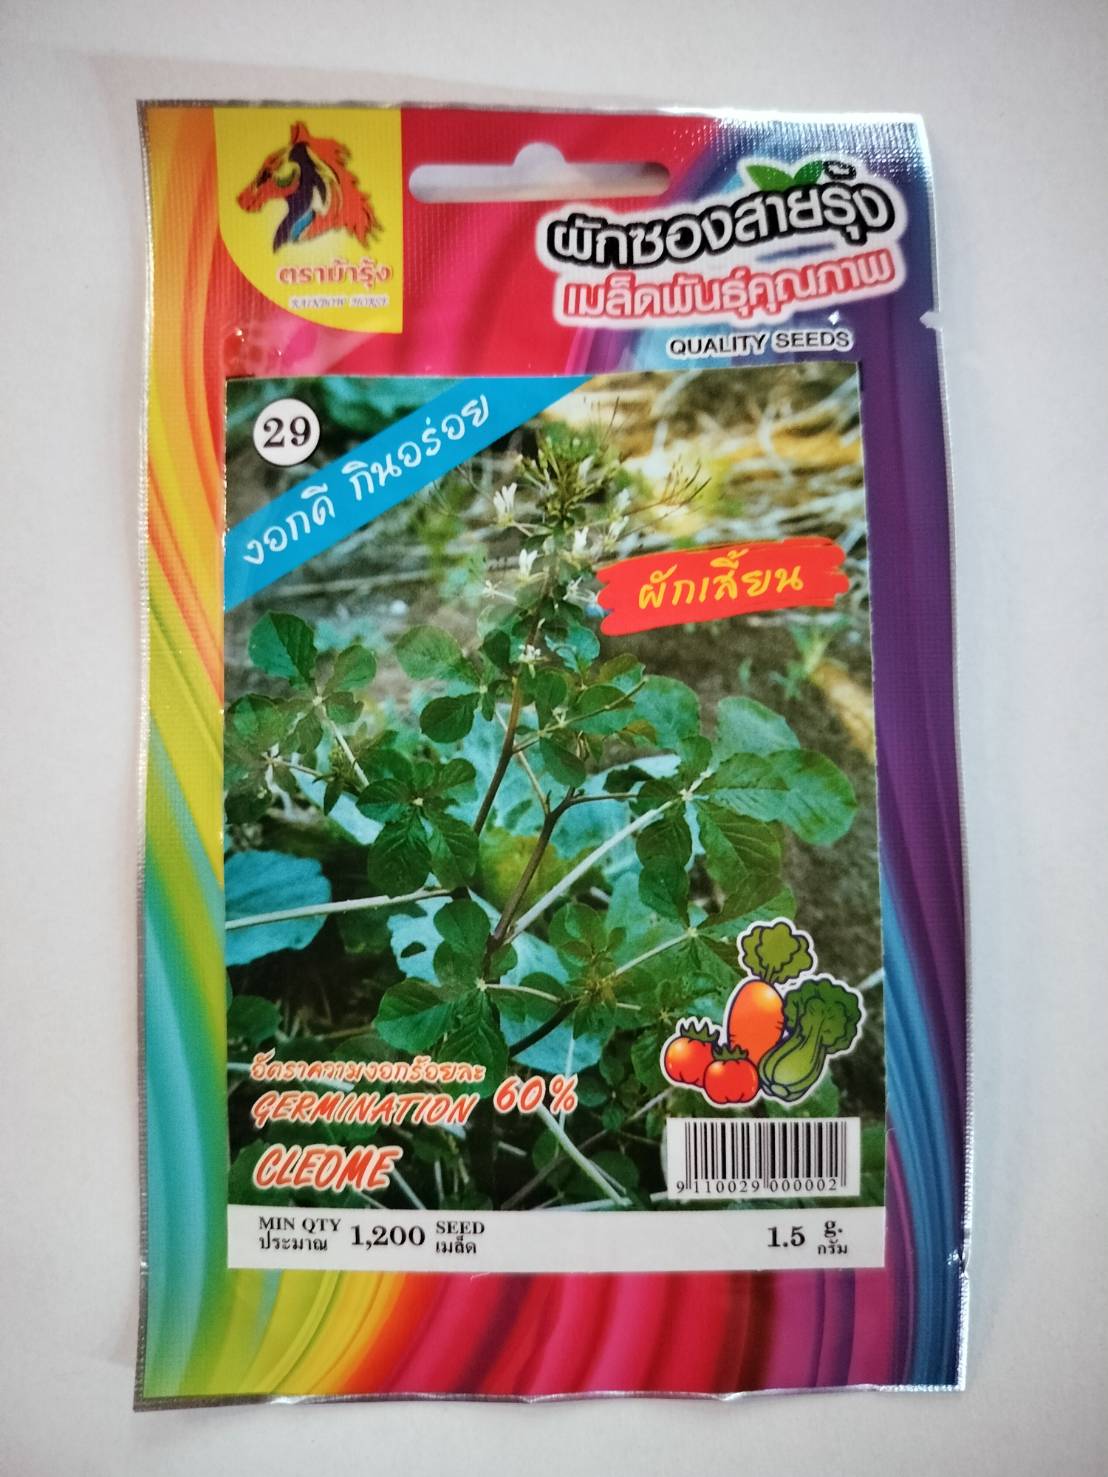 ตราม้ารุ้ง
RAINBOW HORSE
ผักซองสายรุ้ง
เมล็ดพันธุ์คุณภาพ
QUALITY SEEDS
29
งอกดี กินอร่อย
ผักเสี้ยน
อัตราความงอกร้อยละ
GERMINATION 60%
CLEOME
9 110029 000002
MIN QTY 1,200 SEED
ประมาณ เมล็ด
1.5 g.
กรัม